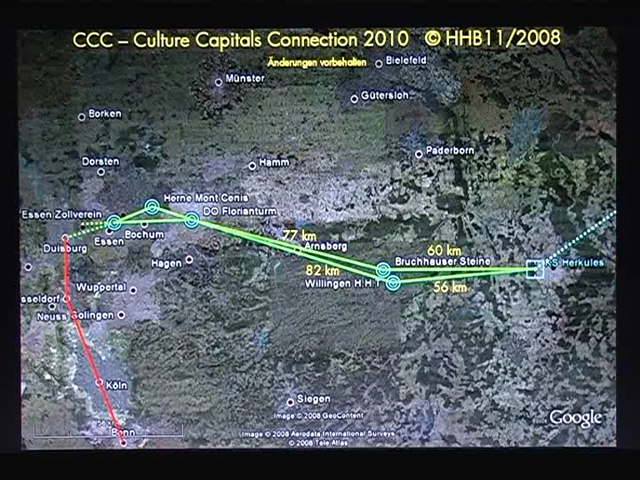 CCC – Culture Capitals Connection 2010 © HHB11/2008
Änderungen vorbehalten
Bielefeld
Münster
Gütersloh
Borken
Paderborn
Dorsten
Hamm
Herne Mont Cenis
Essen Zollverein
DO Florianturm
Bochum
Essen
77 km
Duisburg
Arnsberg
60 km
Hagen
Bruchhauser Steine
KS Herkules
82 km
Willingen H.H.T
56 km
Wuppertal
sseldorf
Neuss
Solingen
Köln
Siegen
Image © 2008 GeoContent
Google
Bonn
Image © 2008 Aerodata International Surveys
© 2008 Tele Atlas